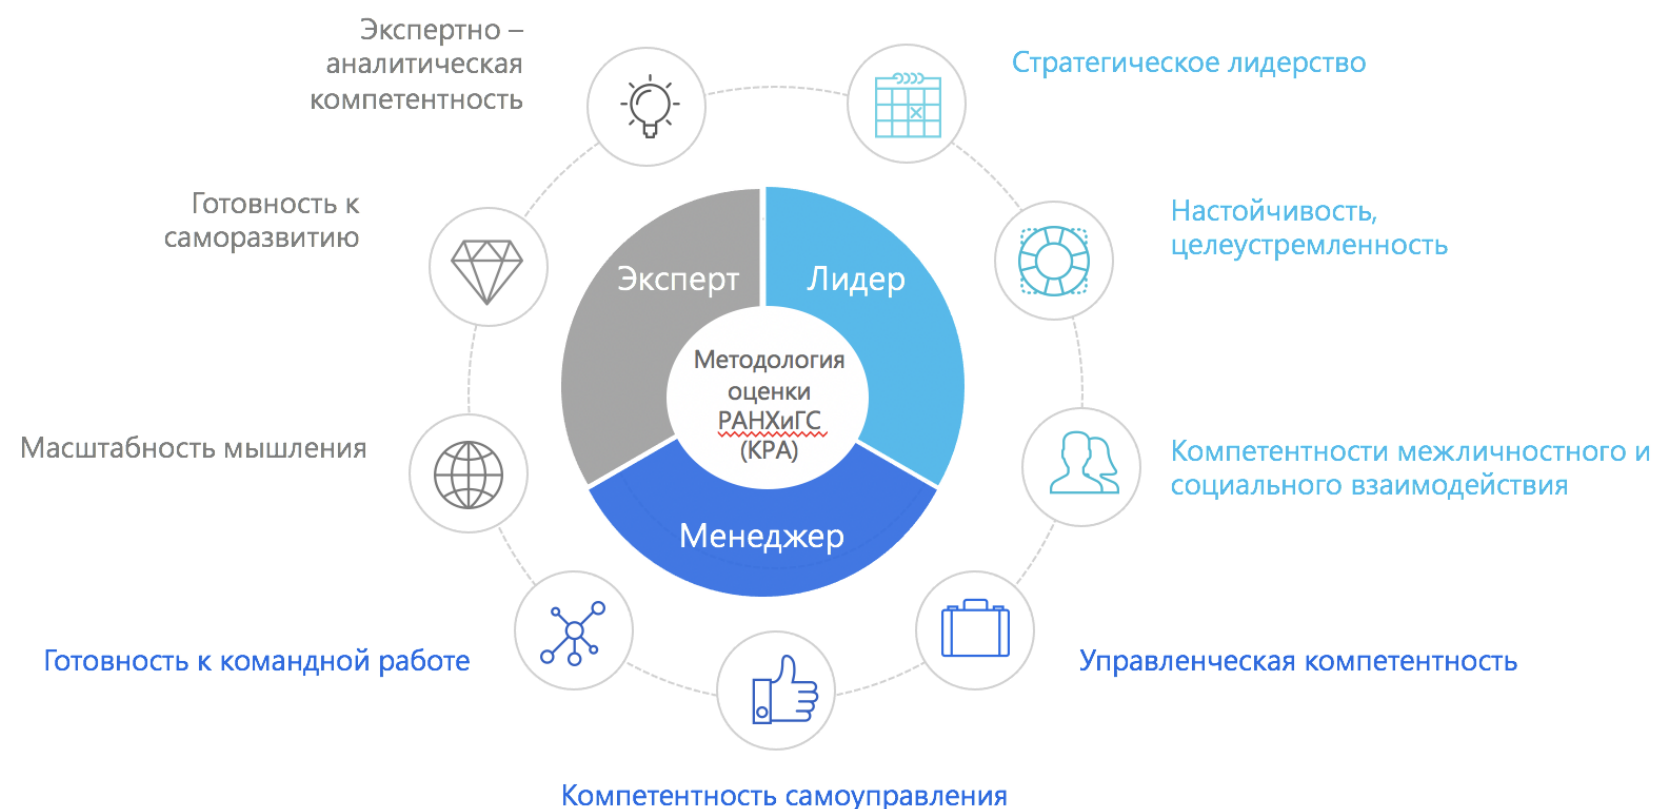 Экспертно –
аналитическая
компетентность
Стратегическое лидерство
Готовность к
саморазвитию
Настойчивость,
целеустремленность
Эксперт
Лидер
Методология
оценки
РАНХиГС
(КРА)
Масштабность мышления
Компетентности межличностного и
социального взаимодействия
Менеджер
Готовность к командной работе
Управленческая компетентность
Компетентность самоуправления